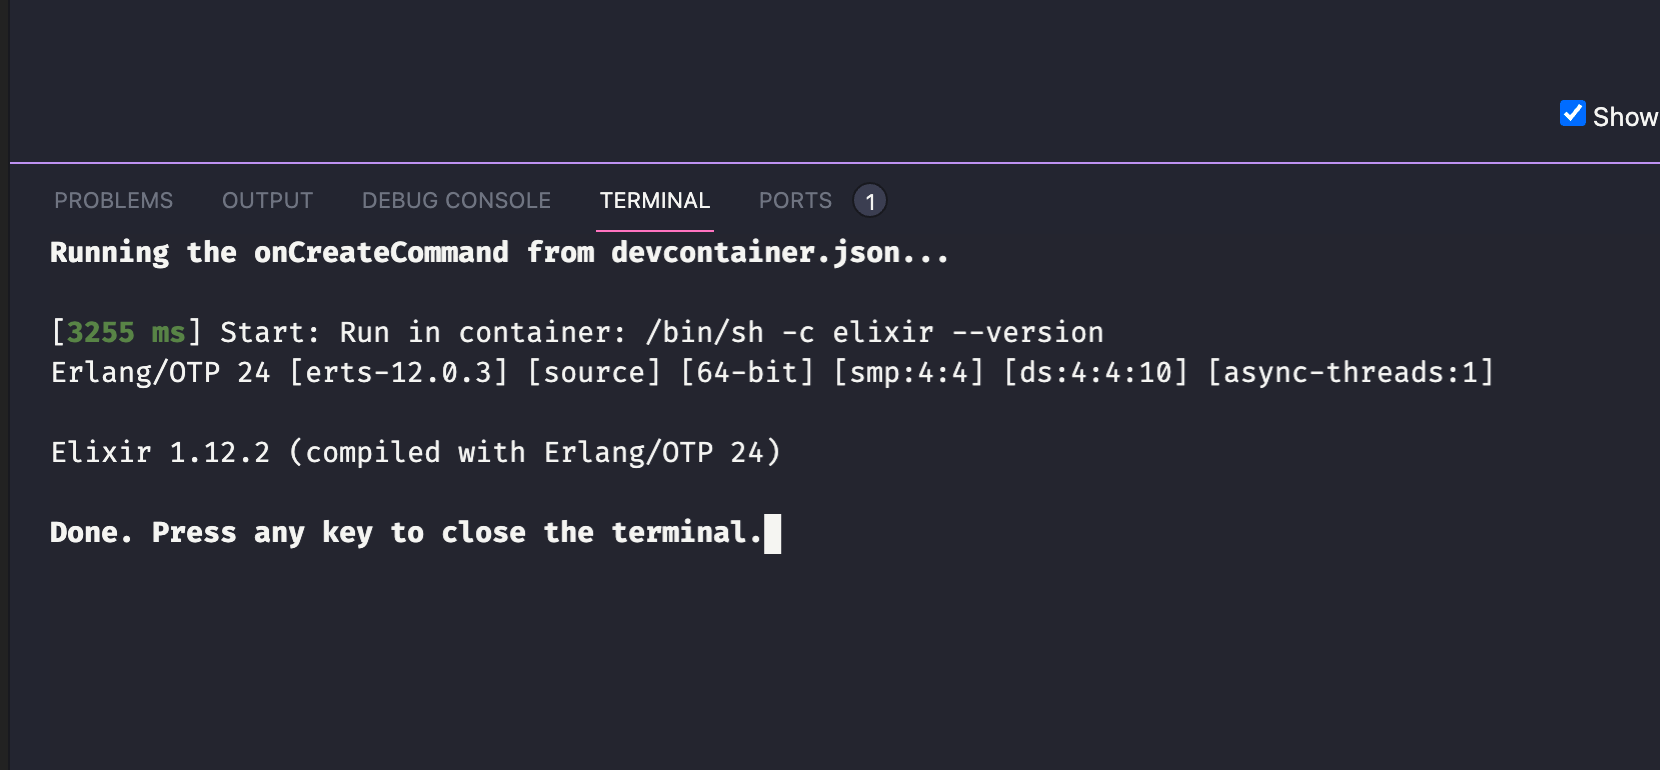 Show
PROBLEMS OUTPUT DEBUG CONSOLE TERMINAL PORTS 1
Running the onCreateCommand from devcontainer.json...
[3255 ms] Start: Run in container: /bin/sh -c elixir --version
Erlang/OTP 24 [erts-12.0.3] [source] [64-bit] [smp:4:4] [ds:4:4:10] [async-threads:1]
Elixir 1.12.2 (compiled with Erlang/OTP 24)
Done. Press any key to close the terminal.